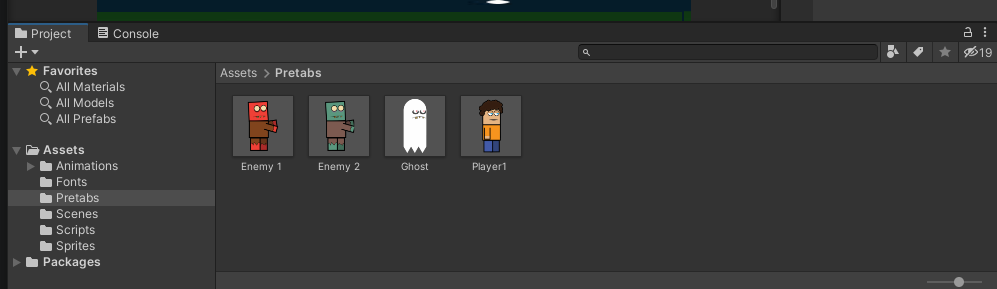 Project Console
19
Favorites
All Materials
All Models
All Prefabs
Assets
Animations
Fonts
Pretabs
Scenes
Scripts
Sprites
Packages
Assets > Pretabs
Enemy 1 Enemy 2 Ghost Player1